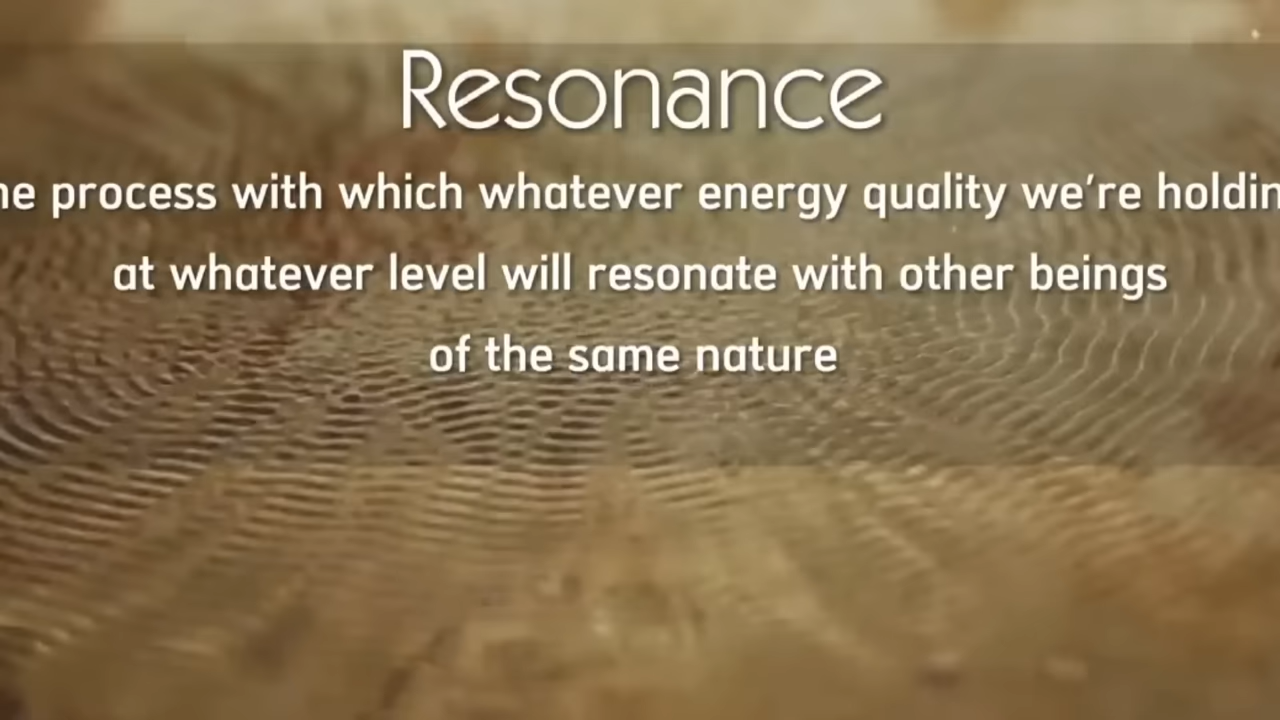 Resonance
he process with which whatever energy quality we're holdin
at whatever level will resonate with other beings
of the same nature